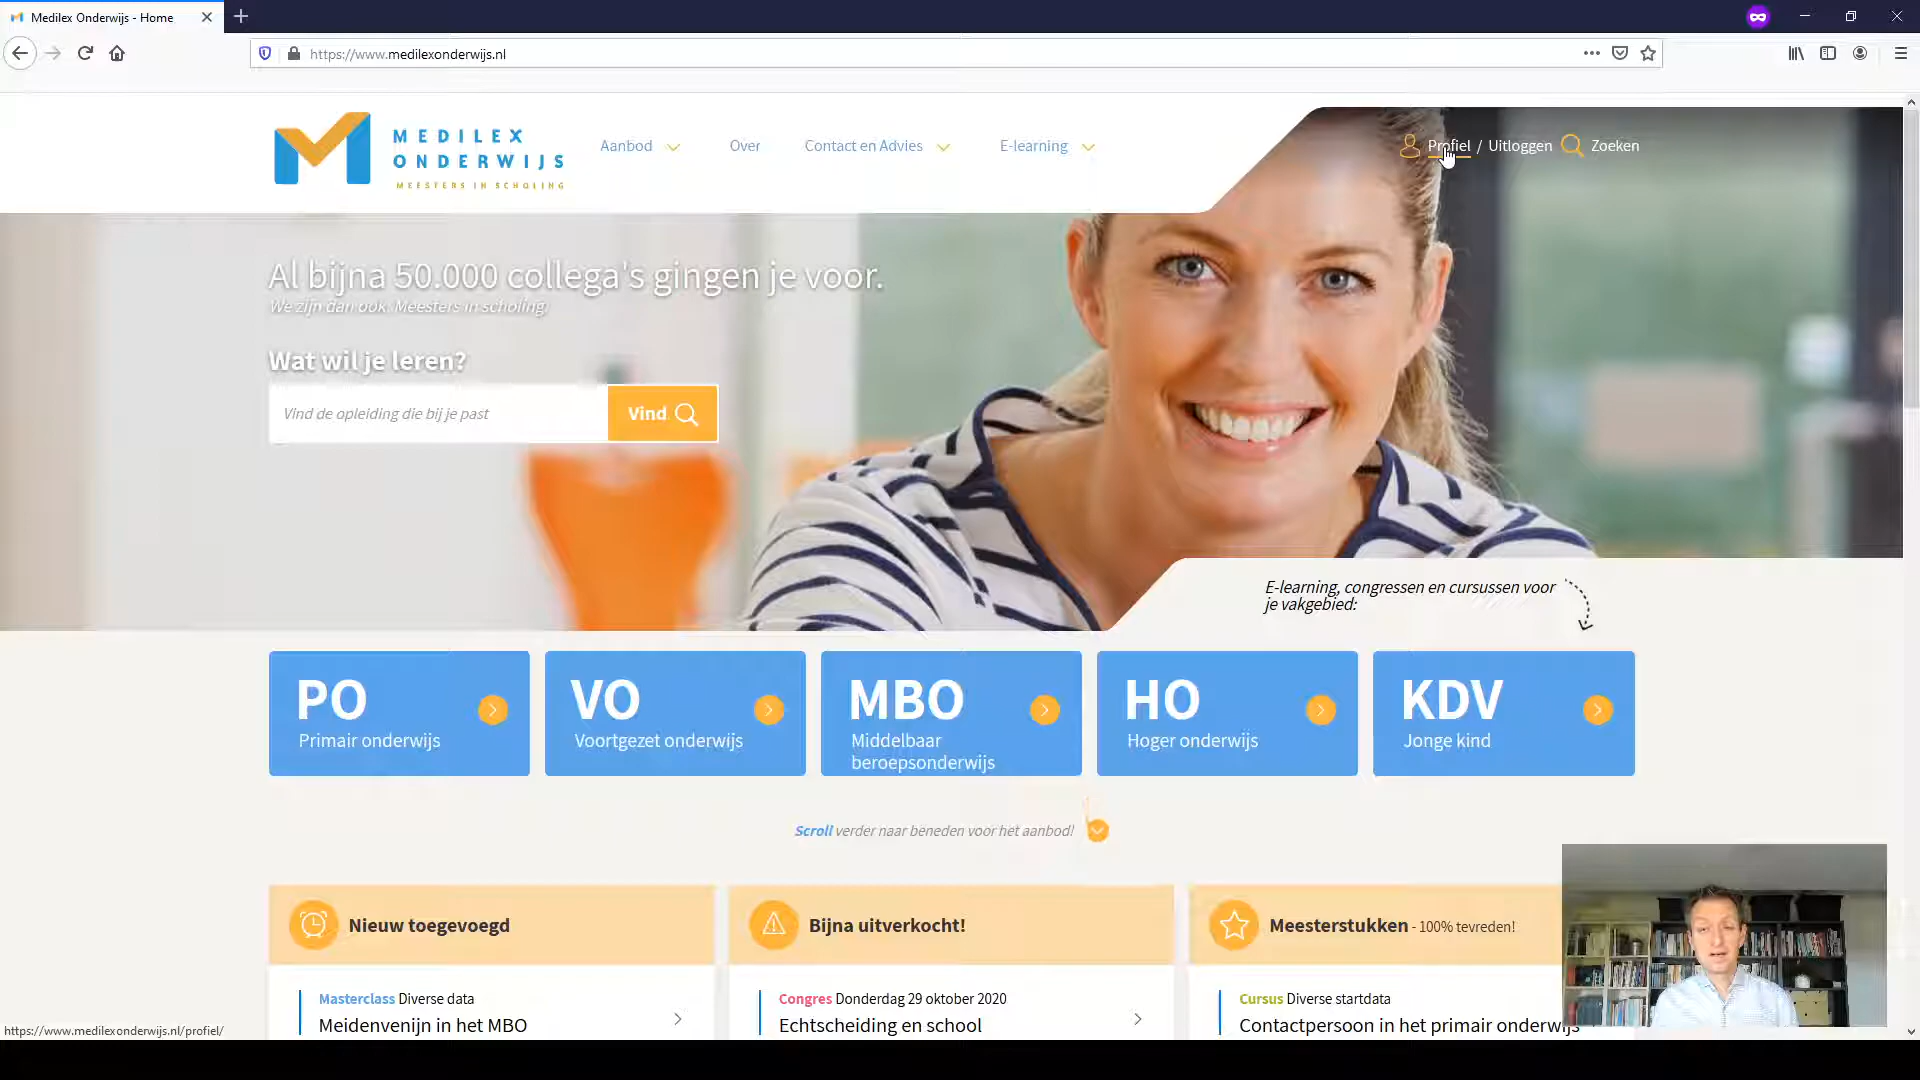 Medilex Onderwijs - Home
https://www.medilexonderwijs.nl
MEDILEX
ONDERWIJS
MEESTERS IN SCHOLING
Aanbod
Over
Contact en Advies
E-learning
Profiel / Uitloggen
Zoeken
Al bijna 50.000 collega's gingen je voor.
We zijn dan ook: Meesters in scholing.
Wat wil je leren?
Vind de opleiding die bij je past
Vind
E-learning, congressen en cursussen voor
je vakgebied:
PO
Primair onderwijs
VO
Voortgezet onderwijs
MBO
Middelbaar
beroepsonderwijs
HO
Hoger onderwijs
KDV
Jonge kind
Scroll verder naar beneden voor het aanbod!
Nieuw toegevoegd
Masterclass Diverse data
Meidenvenijn in het MBO
Bijna uitverkocht!
Congres Donderdag 29 oktober 2020
Echtscheiding en school
Meesterstukken - 100% tevreden!
Cursus Diverse startdata
Contactpersoon in het primair onderwijs
https://www.medilexonderwijs.nl/profiel/